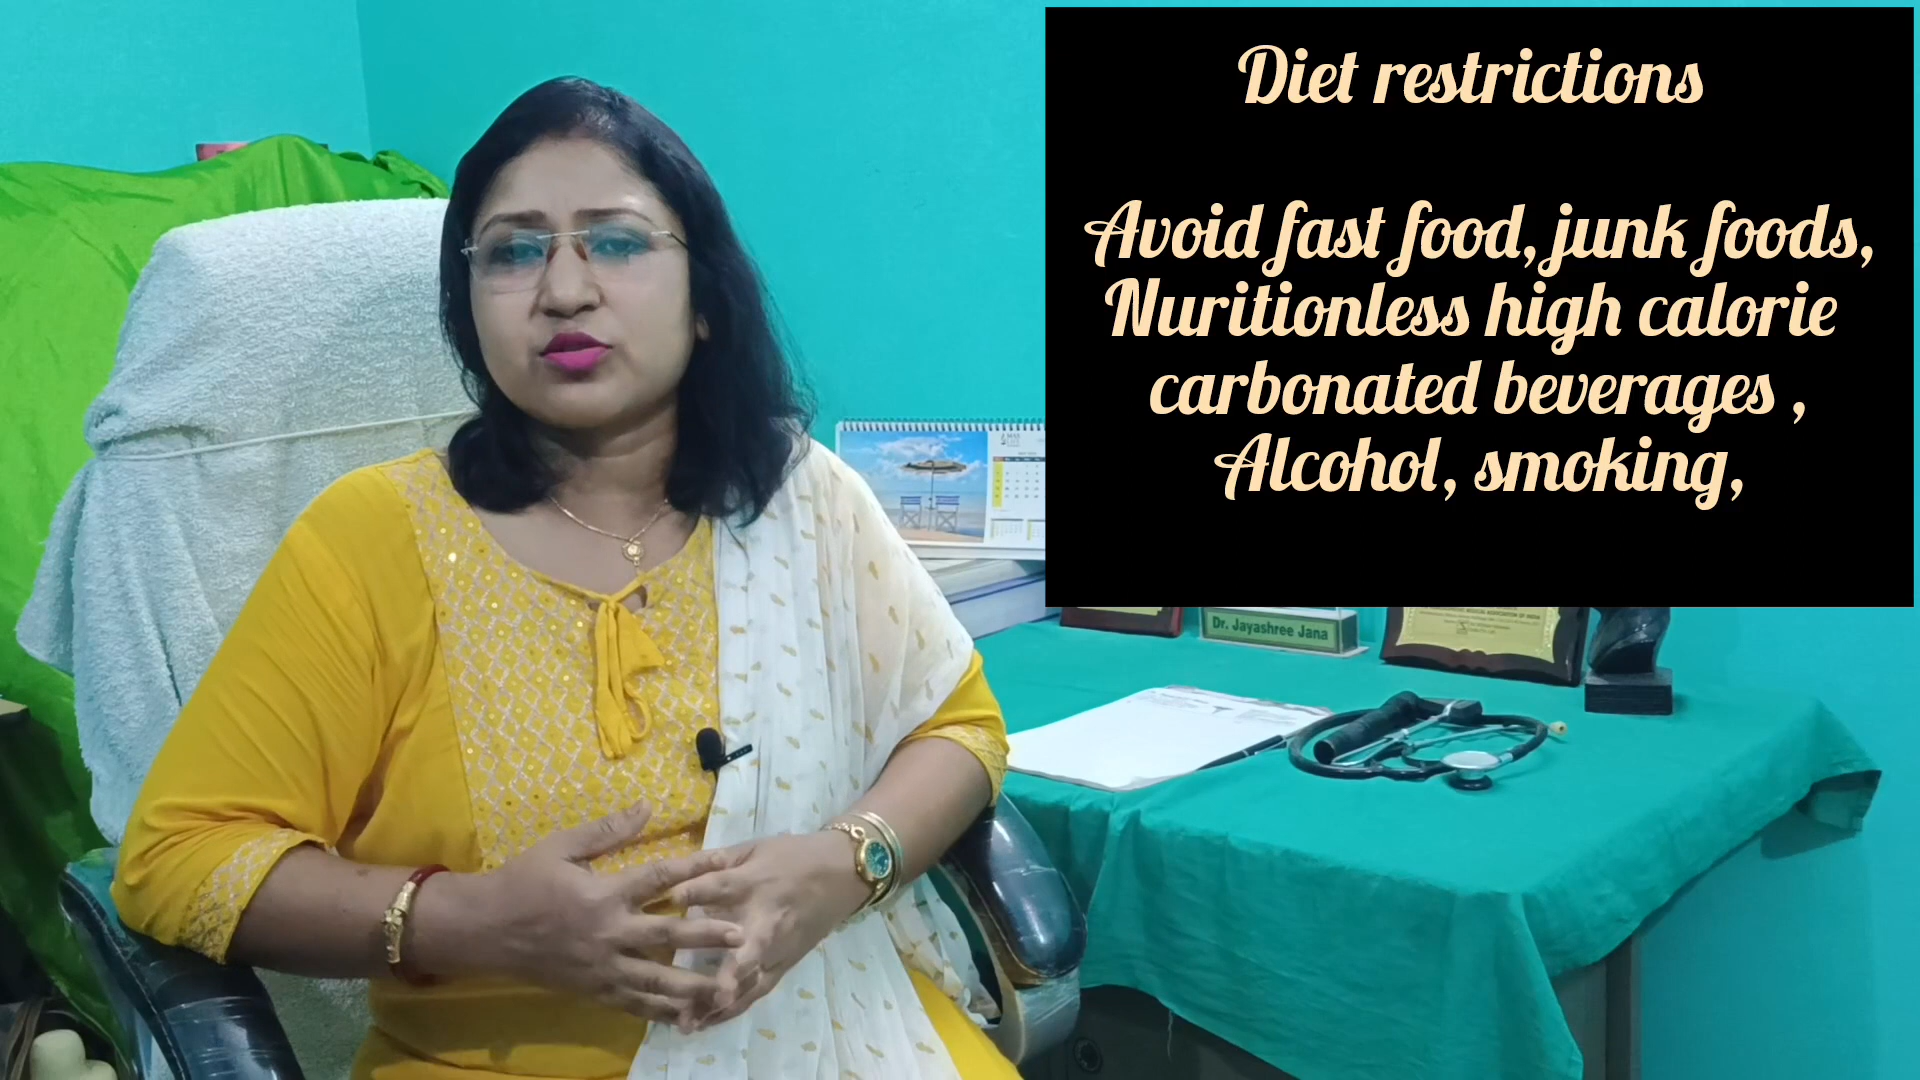 Diet restrictions
Avoid fast food, junk foods,
Nuritionless high calorie
carbonated beverages ,
Alcohol, smoking,
Dr. Jayashree Jana